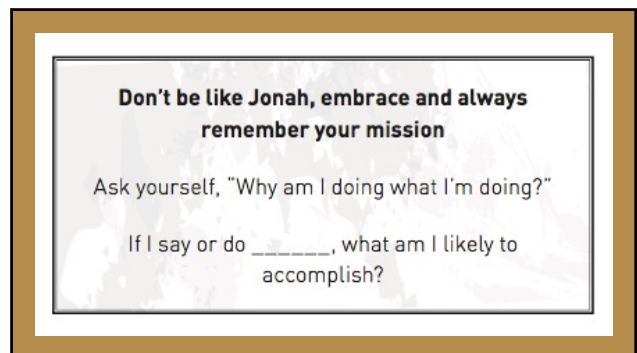 Don't be like Jonah, embrace and always
remember your mission
Ask yourself, “Why am I doing what I'm doing?”
If I say or do ______, what am I likely to
accomplish?